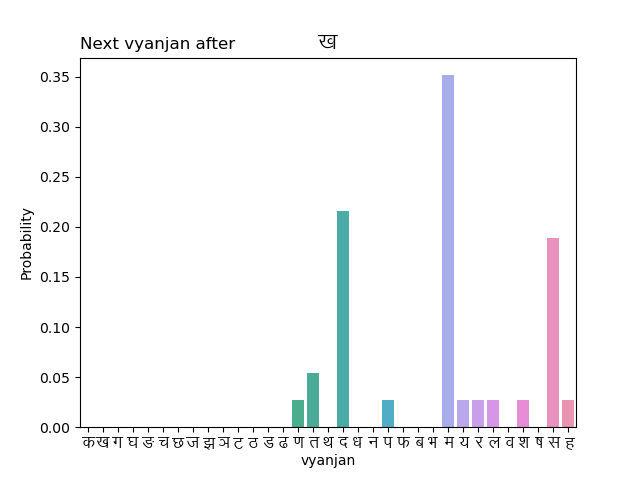 Next vyanjan after ख
Probability
0.35
0.30
0.25
0.20
0.15
0.10
0.05
0.00
क ख ग घ ङ च छ ज झ ञ ट ठ ड ढ ण त थ द ध न प फ ब भ म य र ल व श ष स ह
vyanjan